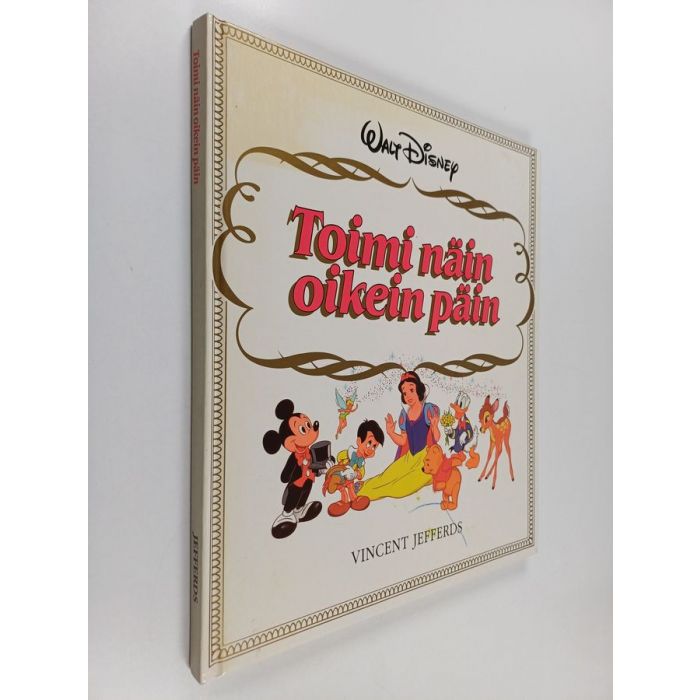 Toimi näin oikein päin
JEFFERDS
WALT DISNEY
Toimi näin
oikein päin
VINCENT JEFFERDS